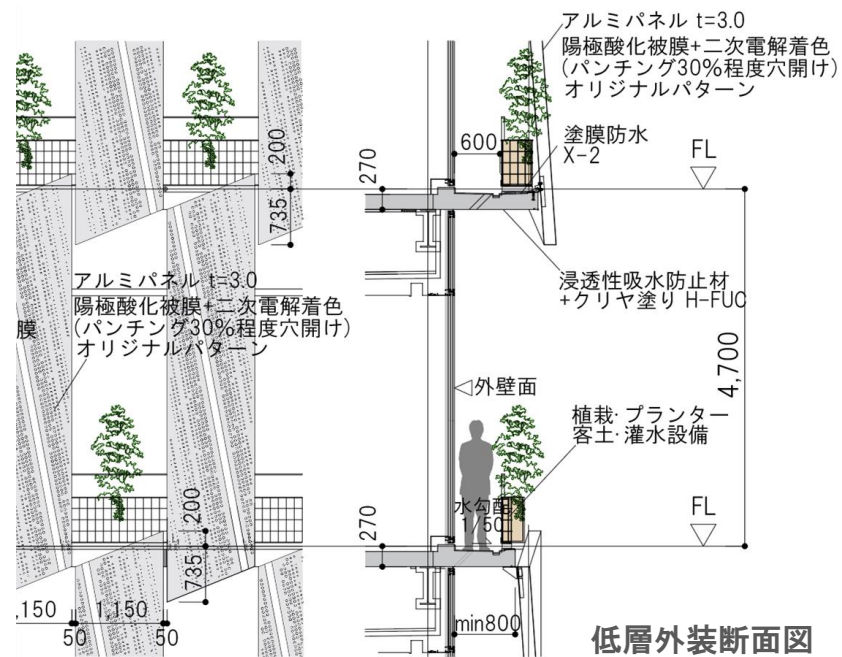 アルミパネル t=3.0
陽極酸化被膜+二次電解着色
(パンチング30%程度穴開け)
オリジナルパターン
600
塗膜防水
X-2
FL
200
270
735
アルミパネル t=3.0
陽極酸化被膜+二次電解着色
(パンチング30%程度穴開け)
オリジナルパターン
膜
浸透性吸水防止材
+クリヤ塗り H-FUC
4,700
◁外壁面
植栽・プランター
客土・灌水設備
水勾配
1/50
200
270
FL
735
,150
1,150
50
50
min800
低層外装断面図